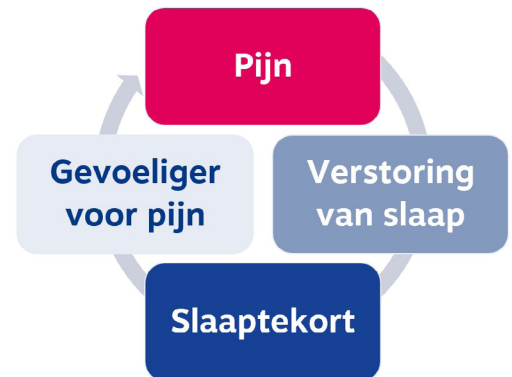 Pijn
Verstoring
van slaap
Slaaptekort
Gevoeliger
voor pijn